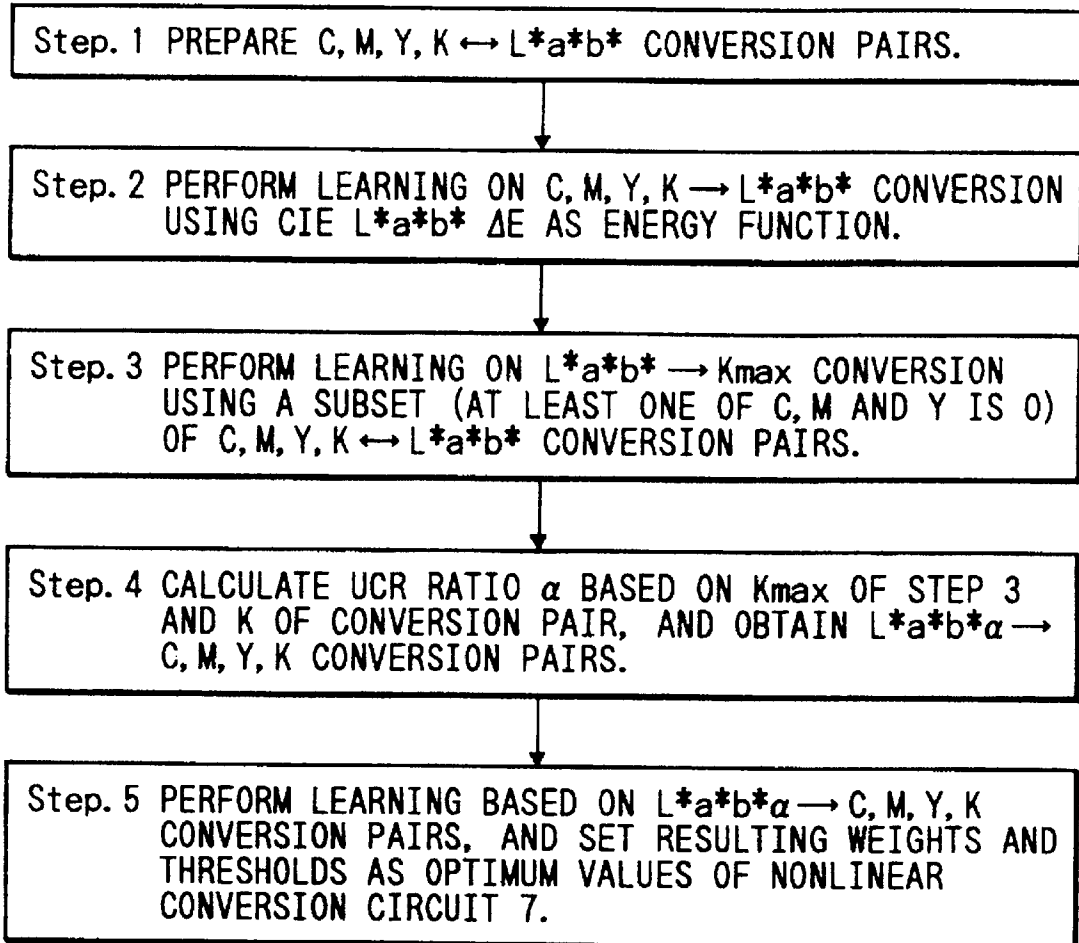 Step. 1 PREPARE C, M, Y, K ↔ L*a*b* CONVERSION PAIRS.
Step. 2 PERFORM LEARNING ON C, M, Y, K → L*a*b* CONVERSION
USING CIE L*a*b* ΔE AS ENERGY FUNCTION.
Step. 3 PERFORM LEARNING ON L*a*b* → Kmax CONVERSION
USING A SUBSET (AT LEAST ONE OF C, M AND Y IS 0)
OF C, M, Y, K ↔ L*a*b* CONVERSION PAIRS.
Step. 4 CALCULATE UCR RATIO α BASED ON Kmax OF STEP 3
AND K OF CONVERSION PAIR, AND OBTAIN L*a*b*α →
C, M, Y, K CONVERSION PAIRS.
Step. 5 PERFORM LEARNING BASED ON L*a*b*α → C, M, Y, K
CONVERSION PAIRS, AND SET RESULTING WEIGHTS AND
THRESHOLDS AS OPTIMUM VALUES OF NONLINEAR
CONVERSION CIRCUIT 7.